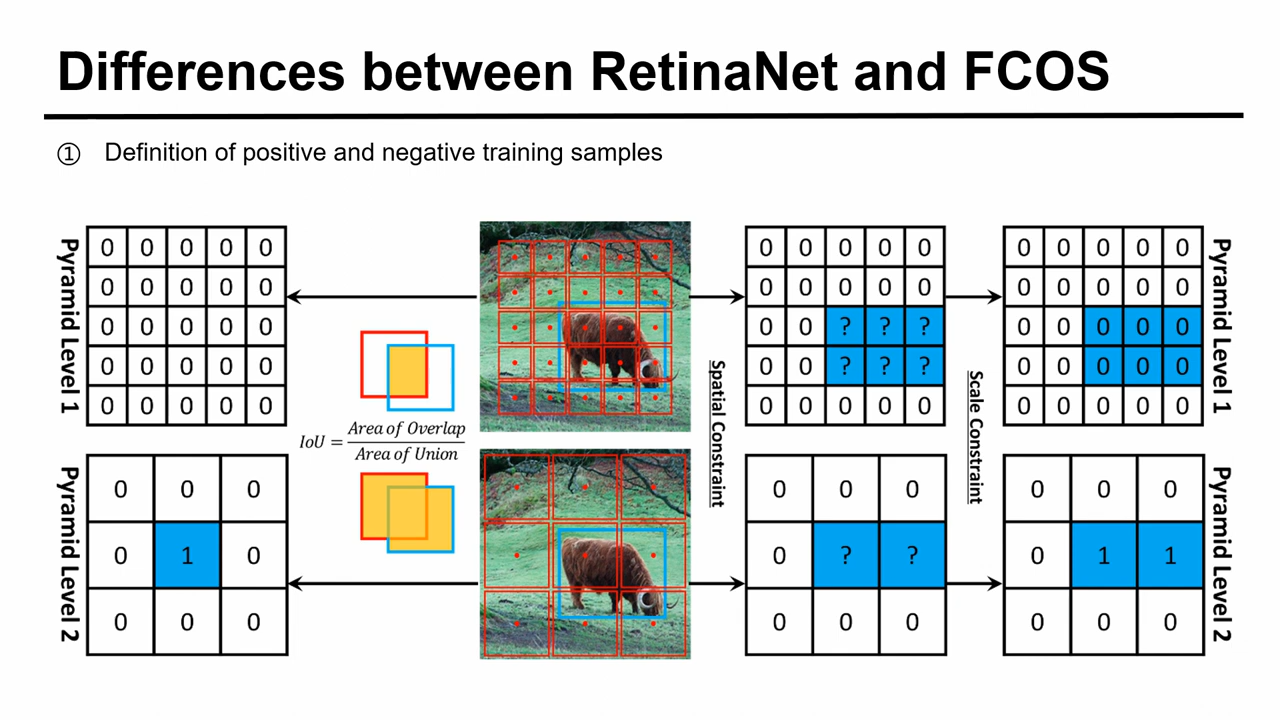 Differences between RetinaNet and FCOS
① Definition of positive and negative training samples
Pyramid Level 1
0 0 0 0 0
0 0 0 0 0
0 0 0 0 0
0 0 0 0 0
0 0 0 0 0
IoU = Area of Overlap / Area of Union
Spatial Constraint
0 0 0 0 0
0 0 0 0 0
0 0 ? ? ?
0 0 ? ? ?
0 0 0 0 0
Scale Constraint
0 0 0 0 0
0 0 0 0 0
0 0 0 0 0
0 0 0 0 0
0 0 0 0 0
Pyramid Level 1
Pyramid Level 2
0 0 0
0 1 0
0 0 0
0 0 0
0 ? ?
0 0 0
0 0 0
0 1 1
0 0 0
Pyramid Level 2